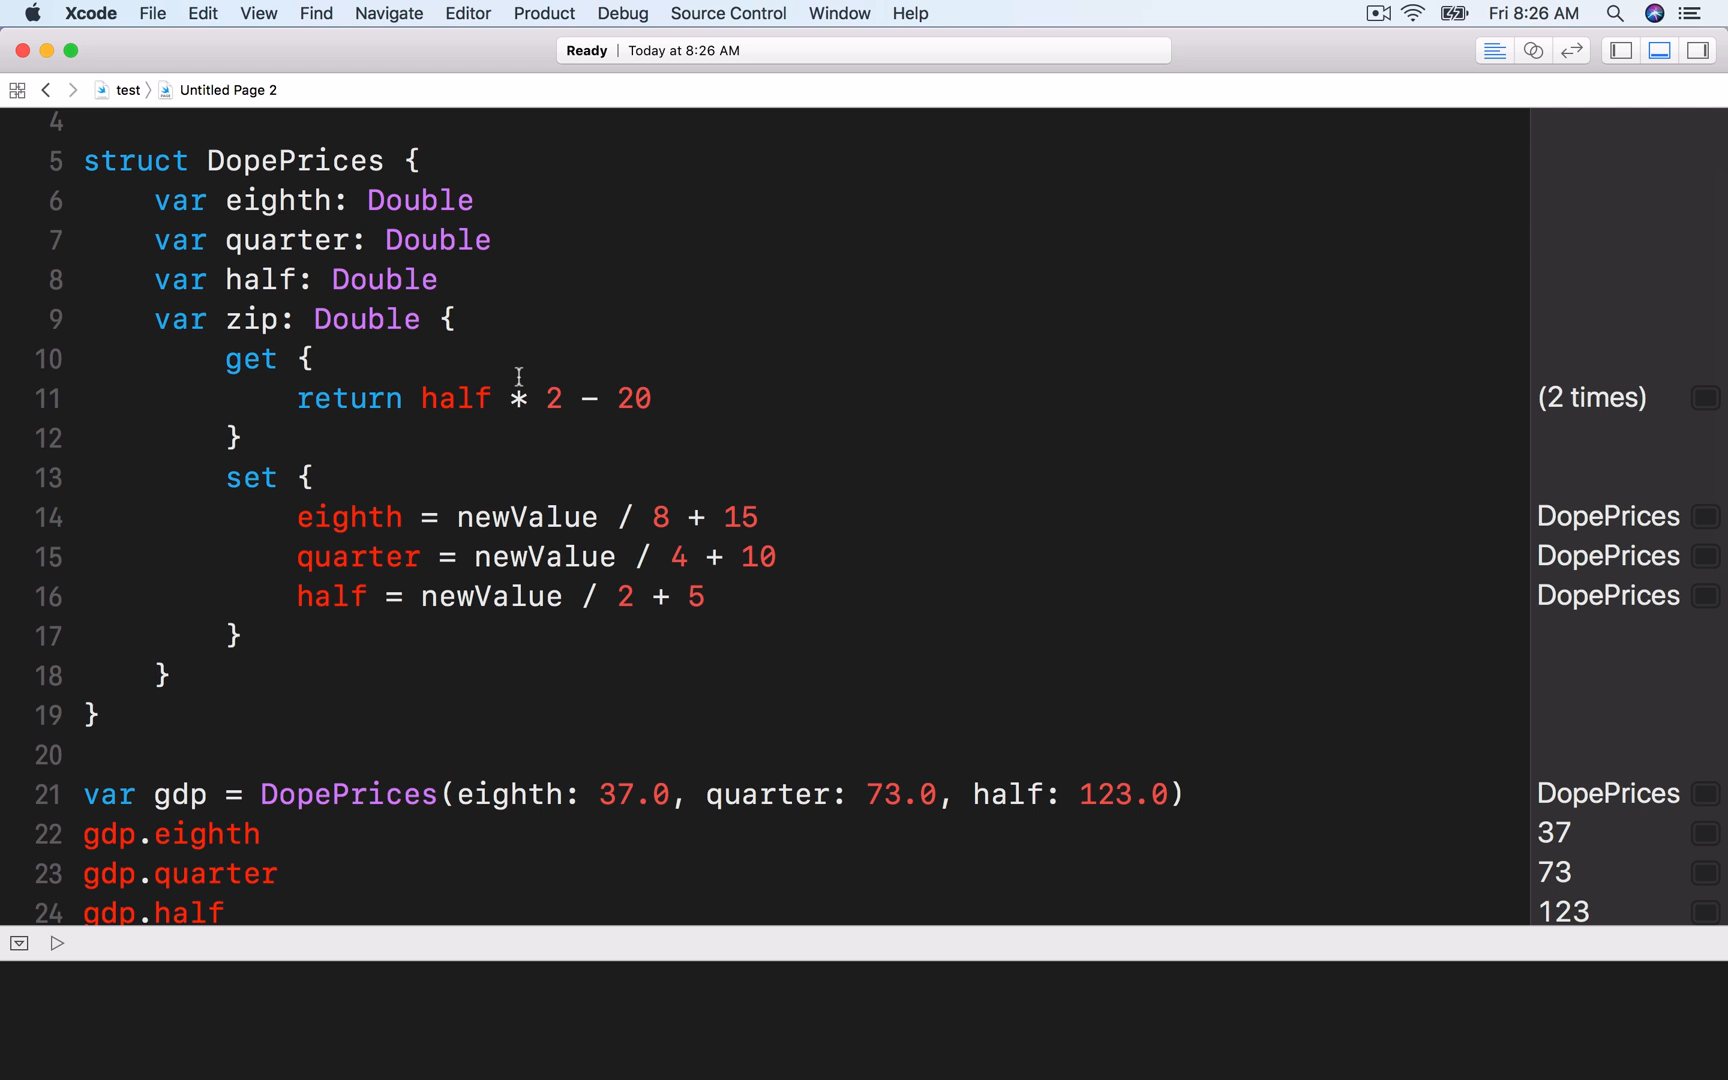 Xcode File Edit View Find Navigate Editor Product Debug Source Control Window Help Fri 8:26 AM
Ready | Today at 8:26 AM
test Untitled Page 2
4
5 struct DopePrices {
6 var eighth: Double
7 var quarter: Double
8 var half: Double
9 var zip: Double {
10 get {
11 return half * 2 - 20 (2 times)
12 }
13 set {
14 eighth = newValue / 8 + 15 DopePrices
15 quarter = newValue / 4 + 10 DopePrices
16 half = newValue / 2 + 5 DopePrices
17 }
18 }
19 }
20
21 var gdp = DopePrices(eighth: 37.0, quarter: 73.0, half: 123.0) DopePrices
22 gdp.eighth 37
23 gdp.quarter 73
24 gdp.half 123